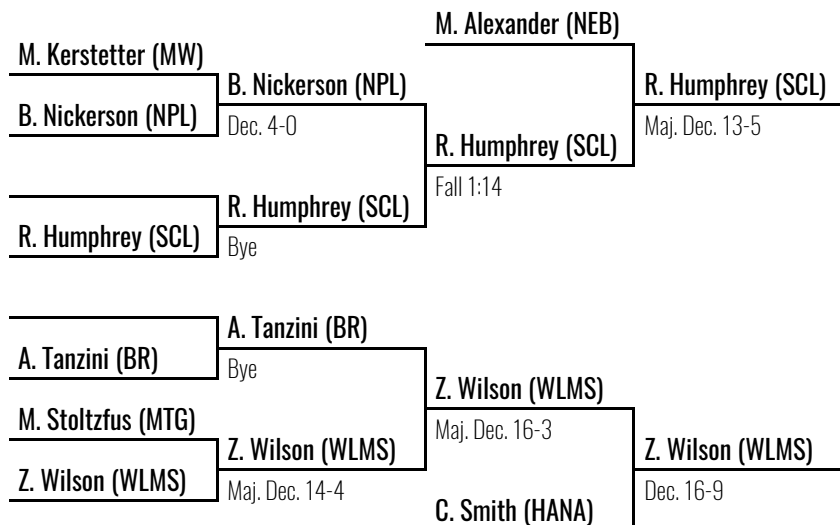 M. Kerstetter (MW)
B. Nickerson (NPL)
R. Humphrey (SCL)
A. Tanzini (BR)
M. Stoltzfus (MTG)
Z. Wilson (WLMS)
B. Nickerson (NPL)
Dec. 4-0
R. Humphrey (SCL)
Bye
A. Tanzini (BR)
Bye
Z. Wilson (WLMS)
Maj. Dec. 14-4
M. Alexander (NEB)
R. Humphrey (SCL)
Fall 1:14
Z. Wilson (WLMS)
Maj. Dec. 16-3
C. Smith (HANA)
R. Humphrey (SCL)
Maj. Dec. 13-5
Z. Wilson (WLMS)
Dec. 16-9